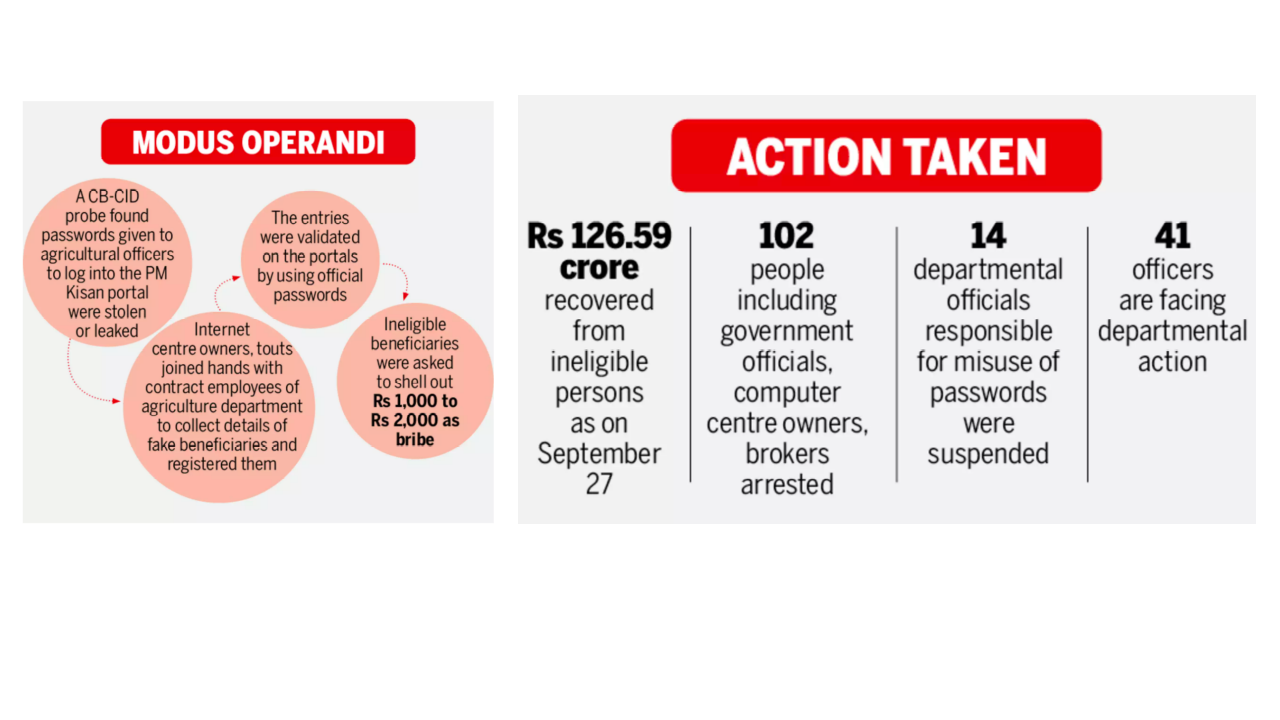 MODUS OPERANDI
A CB-CID
probe found
passwords given to
agricultural officers
to log into the PM
Kisan portal
were stolen
or leaked
Internet
centre owners, touts
joined hands with
contract employees of
agriculture department
to collect details of
fake beneficiaries and
registered them
The entries
were validated
on the portals
by using official
passwords
Ineligible
beneficiaries
were asked
to shell out
Rs 1,000 to
Rs 2,000 as
bribe
ACTION TAKEN
Rs 126.59
crore
recovered
from
ineligible
persons
as on
September
27
102
people
including
government
officials,
computer
centre owners,
brokers
arrested
14
departmental
officials
responsible
for misuse of
passwords
were
suspended
41
officers
are facing
departmental
action